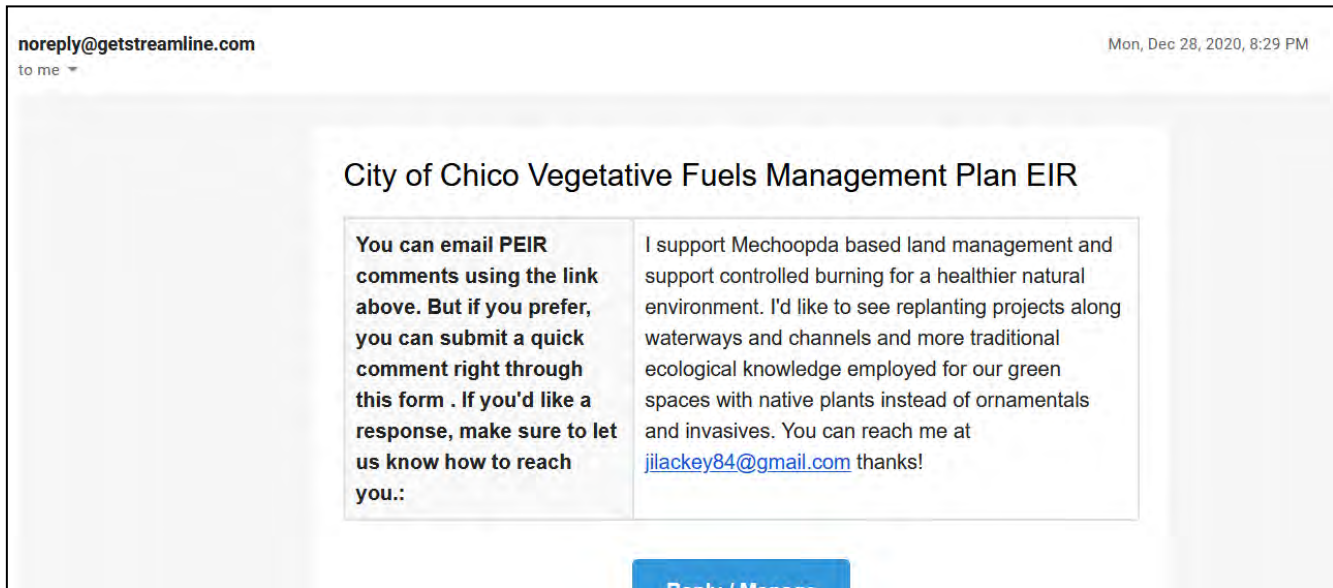 noreply@getstreamline.com
Mon, Dec 28, 2020, 8:29 PM
to me
City of Chico Vegetative Fuels Management Plan EIR
You can email PEIR
comments using the link
above. But if you prefer,
you can submit a quick
comment right through
this form . If you'd like a
response, make sure to let
us know how to reach
you.:
I support Mechoopda based land management and
support controlled burning for a healthier natural
environment. I'd like to see replanting projects along
waterways and channels and more traditional
ecological knowledge employed for our green
spaces with native plants instead of ornamentals
and invasives. You can reach me at
jilackey84@gmail.com thanks!
Reply / Manage